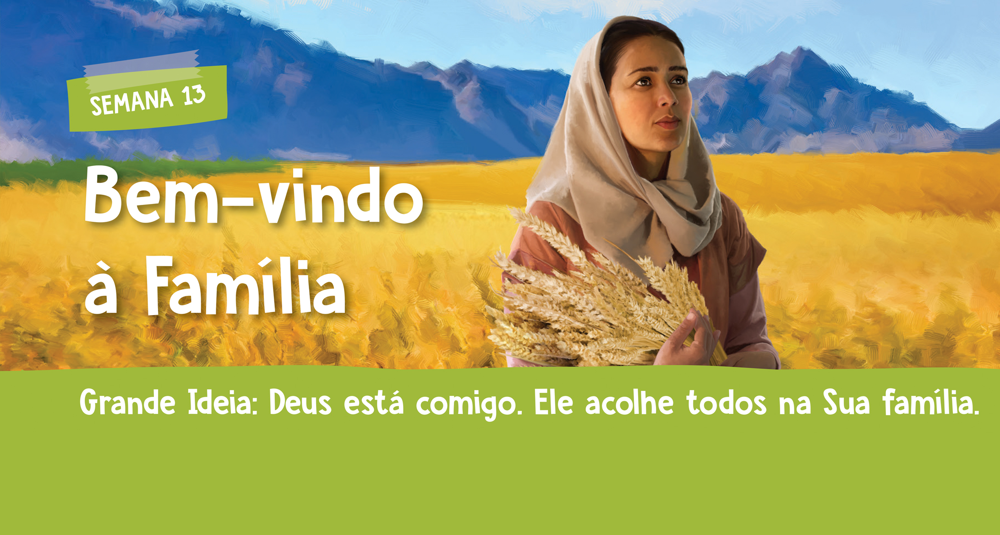 SEMANA 13
Bem-vindo
à Família
Grande Ideia: Deus está comigo. Ele acolhe todos na Sua família.